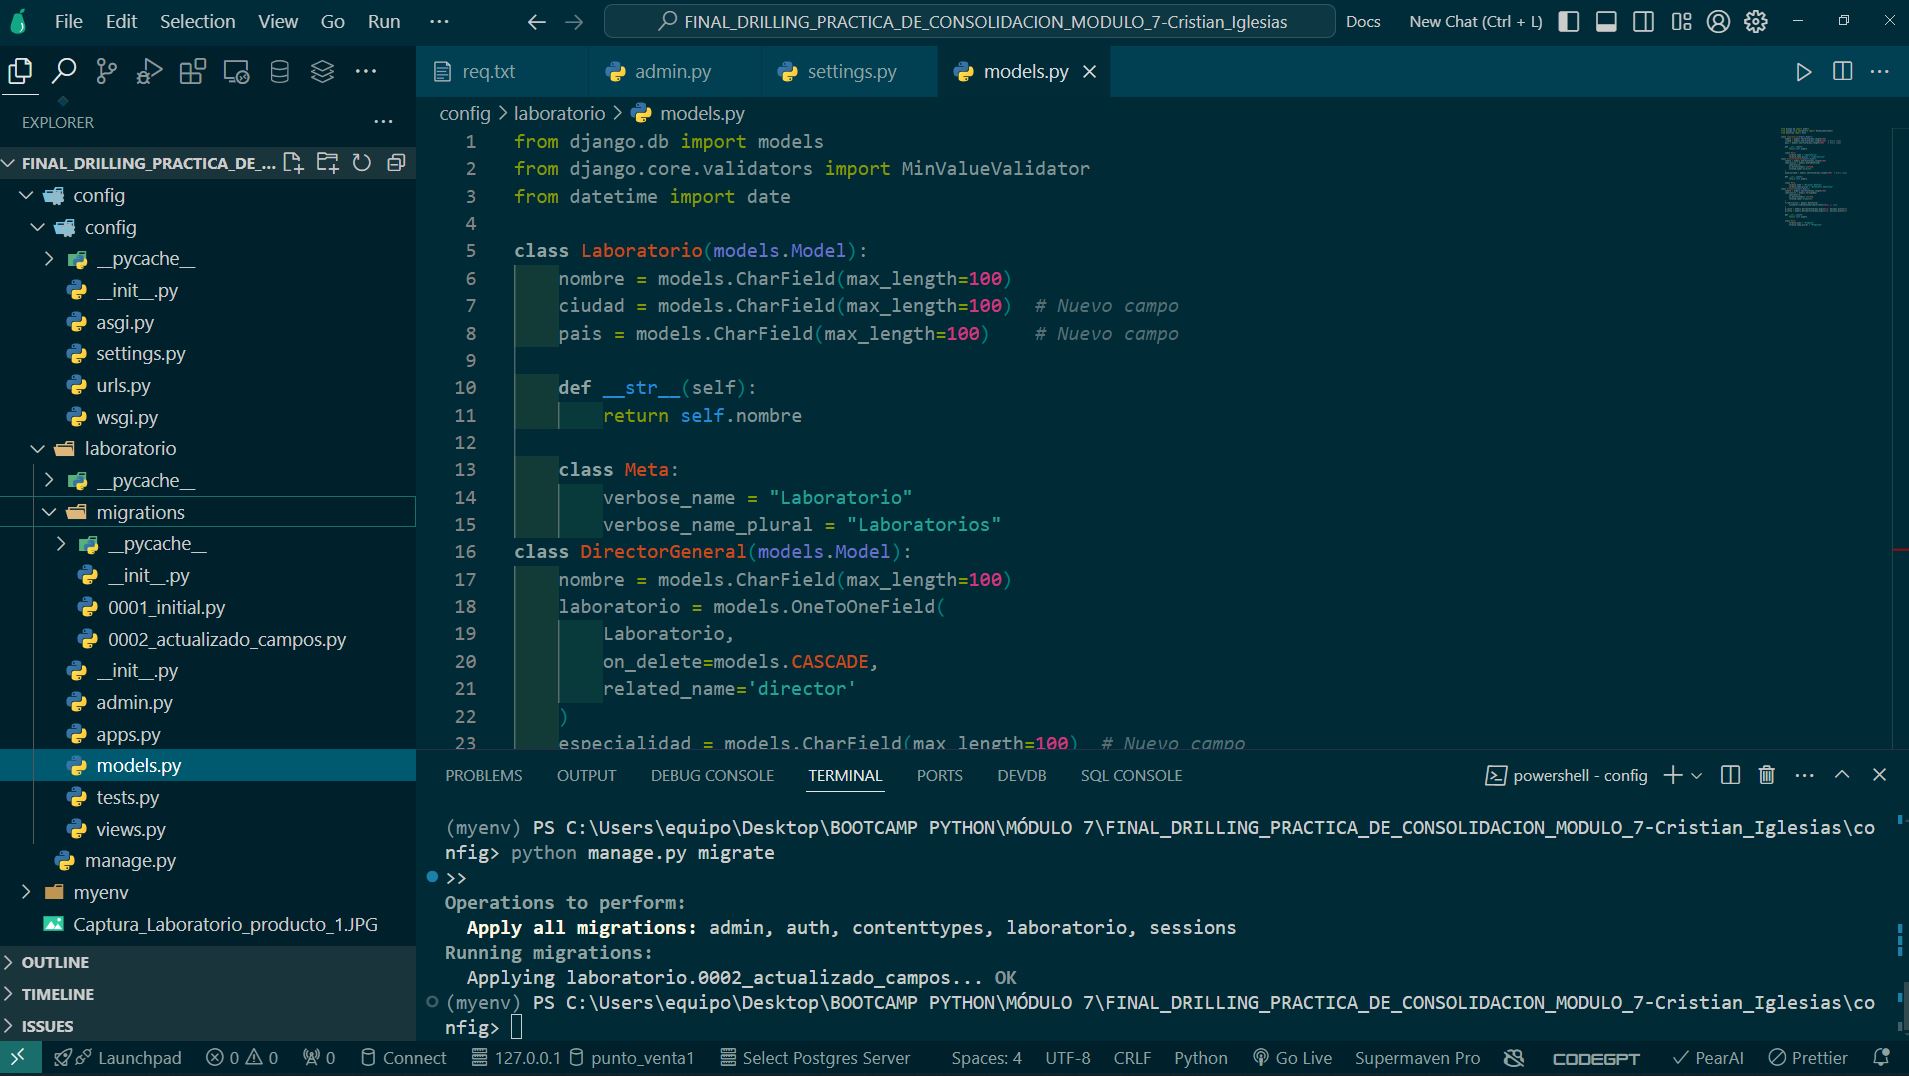 File Edit Selection View Go Run ···
FINAL_DRILLING_PRACTICA_DE_CONSOLIDACION_MODULO_7-Cristian_Iglesias
Docs New Chat (Ctrl + L)
EXPLORER
FINAL_DRILLING_PRACTICA_DE_...
config
config
__pycache__
__init__.py
asgi.py
settings.py
urls.py
wsgi.py
laboratorio
__pycache__
migrations
__pycache__
__init__.py
0001_initial.py
0002_actualizado_campos.py
__init__.py
admin.py
apps.py
models.py
tests.py
views.py
manage.py
myenv
Captura_Laboratorio_producto_1.JPG
OUTLINE
TIMELINE
ISSUES
req.txt admin.py settings.py models.py
config > laboratorio > models.py
1 from django.db import models
2 from django.core.validators import MinValueValidator
3 from datetime import date
4
5 class Laboratorio(models.Model):
6 nombre = models.CharField(max_length=100)
7 ciudad = models.CharField(max_length=100) # Nuevo campo
8 pais = models.CharField(max_length=100) # Nuevo campo
9
10 def __str__(self):
11 return self.nombre
12
13 class Meta:
14 verbose_name = "Laboratorio"
15 verbose_name_plural = "Laboratorios"
16 class DirectorGeneral(models.Model):
17 nombre = models.CharField(max_length=100)
18 laboratorio = models.OneToOneField(
19 Laboratorio,
20 on_delete=models.CASCADE,
21 related_name='director'
22 )
23 especialidad = models.CharField(max_length=100) # Nuevo campo
PROBLEMS OUTPUT DEBUG CONSOLE TERMINAL PORTS DEVDB SQL CONSOLE
powershell - config
(myenv) PS C:\Users\equipo\Desktop\BOOTCAMP PYTHON\MÓDULO 7\FINAL_DRILLING_PRACTICA_DE_CONSOLIDACION_MODULO_7-Cristian_Iglesias\co
nfig> python manage.py migrate
>>
Operations to perform:
Apply all migrations: admin, auth, contenttypes, laboratorio, sessions
Running migrations:
Applying laboratorio.0002_actualizado_campos... OK
(myenv) PS C:\Users\equipo\Desktop\BOOTCAMP PYTHON\MÓDULO 7\FINAL_DRILLING_PRACTICA_DE_CONSOLIDACION_MODULO_7-Cristian_Iglesias\co
nfig>
Launchpad 0 0 0 Connect 127.0.0.1 punto_venta1 Select Postgres Server Spaces: 4 UTF-8 CRLF Python Go Live Supermaven Pro CODEGPT PearAI Prettier